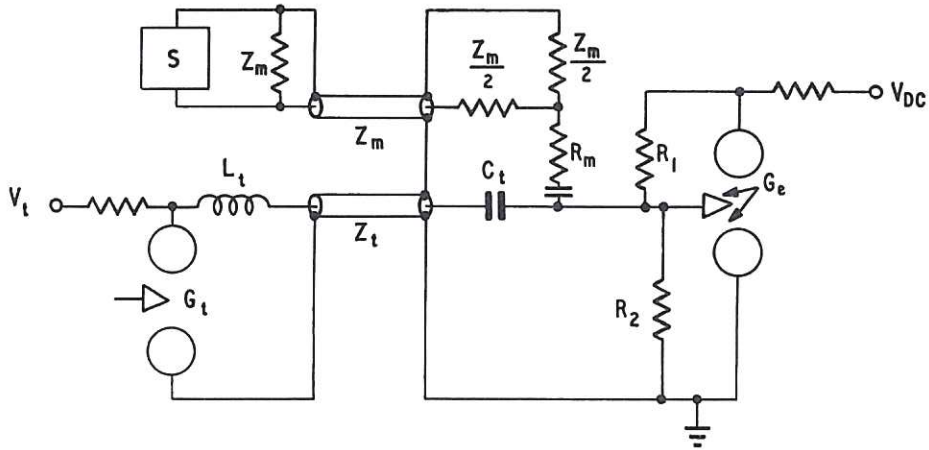 S
Z_m
Z_m/2
Z_m/2
V_DC
Z_m
R_m
R_1
G_e
L_t
C_t
V_t
Z_t
G_t
R_2